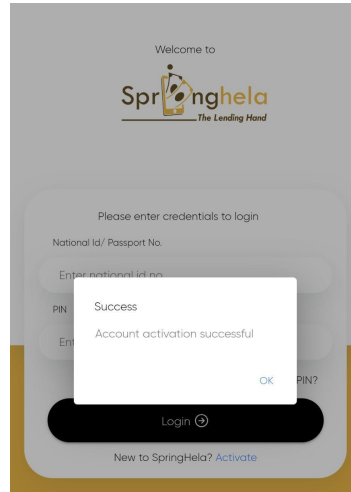 Welcome to
Springhela
The Lending Hand
Please enter credentials to login
National Id/ Passport No.
Enter national id no
PIN
Success
Account activation successful
Ent
OK
PIN?
Login
New to SpringHela? Activate